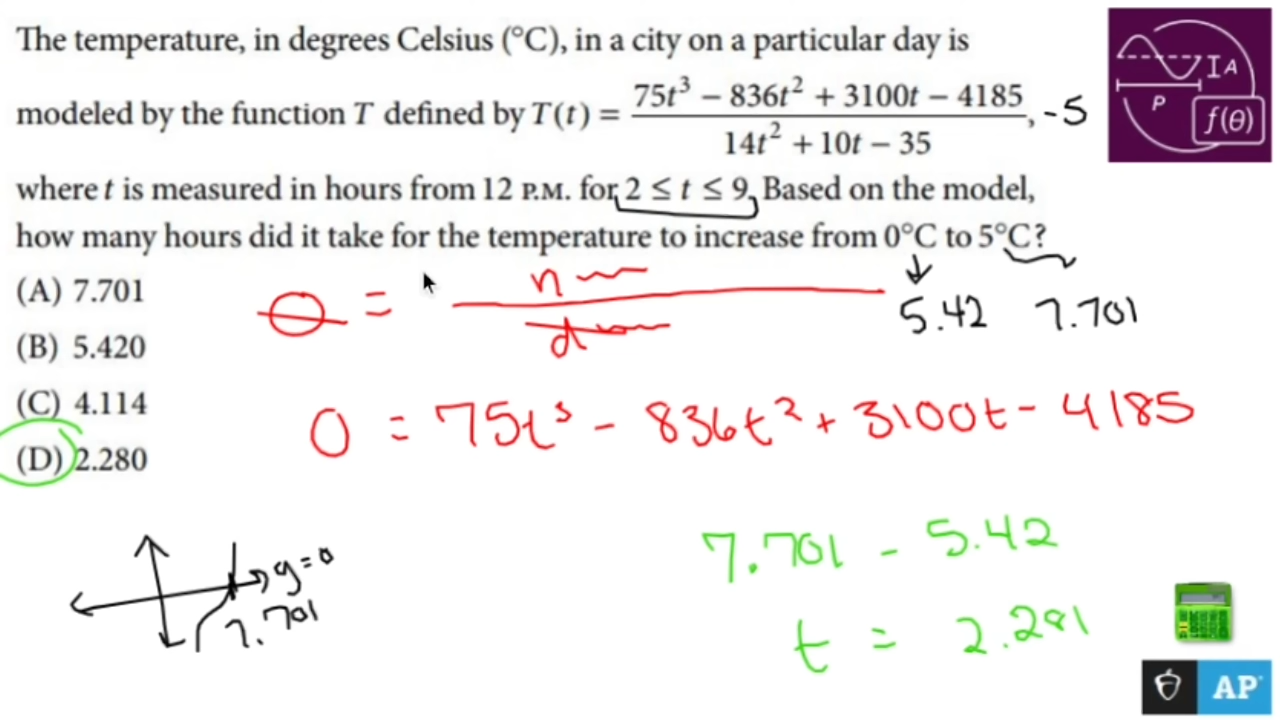 The temperature, in degrees Celsius (°C), in a city on a particular day is
modeled by the function T defined by T(t) = (75t³ − 836t² + 3100t − 4185)/(14t² + 10t − 35), -5
where t is measured in hours from 12 P.M. for 2 ≤ t ≤ 9. Based on the model,
how many hours did it take for the temperature to increase from 0°C to 5°C?
(A) 7.701
(B) 5.420
(C) 4.114
(D) 2.280
A
P
f(θ)
0 = n/d
5.42 7.701
0 = 75t³ - 836t² + 3100t - 4185
7.701 - 5.42
t = 2.281
y=0
7.701
AP